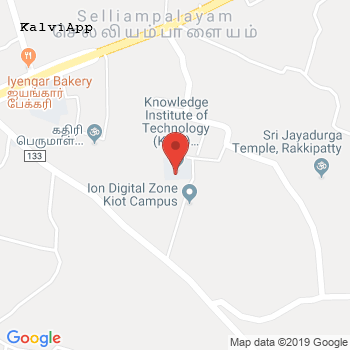 Selliampalayam
செல்லியம்பாளையம்
KalviApp
Iyengar Bakery
ஐயங்கார்
பேக்கரி
Knowledge
Institute of
Technology
கதிரி
பெருமாள்...
133
Sri Jayadurga
Temple, Rakkipatty
Ion Digital Zone
Kiot Campus
Google
Map data ©2019 Google